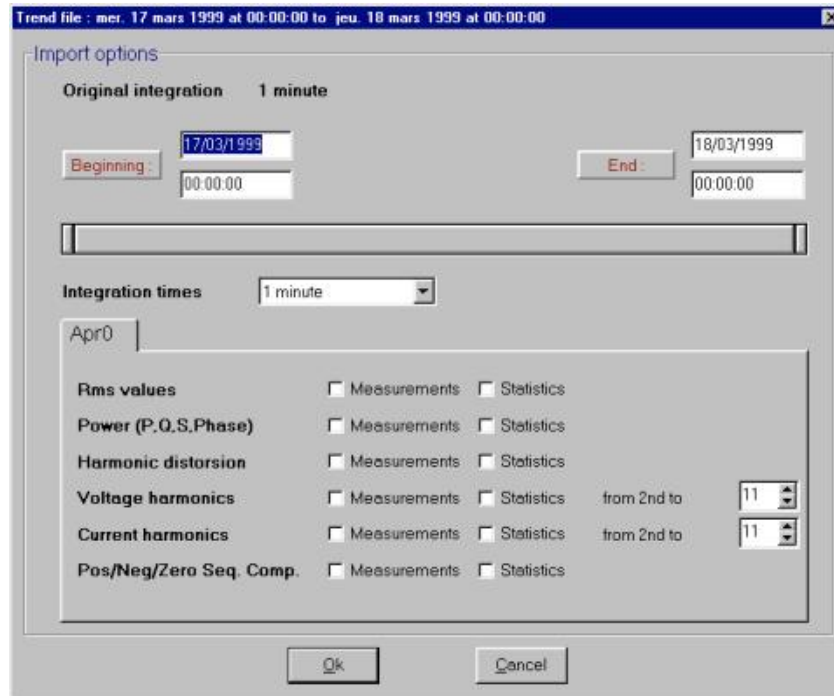 Trend file : mer. 17 mars 1999 at 00:00:00 to jeu. 18 mars 1999 at 00:00:00
Import options
Original integration 1 minute
17/03/1999 18/03/1999
Beginning : End :
00:00:00 00:00:00
Integration times 1 minute
Apr0
Rms values Measurements Statistics
Power (P,Q,S,Phase) Measurements Statistics
Harmonic distorsion Measurements Statistics
Voltage harmonics Measurements Statistics from 2nd to 11
Current harmonics Measurements Statistics from 2nd to 11
Pos/Neg/Zero Seq. Comp. Measurements Statistics
Ok Cancel